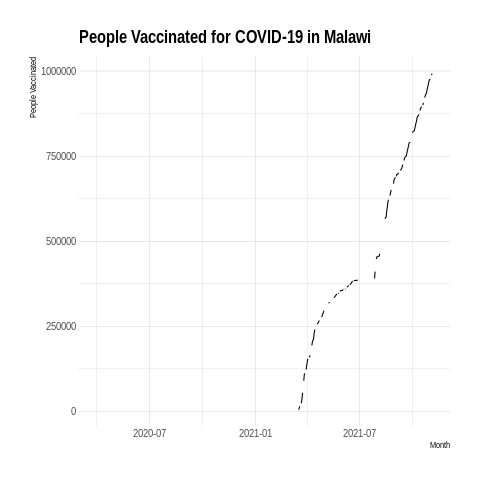 People Vaccinated for COVID-19 in Malawi
People Vaccinated
1000000
750000
500000
250000
0
2020-07
2021-01
2021-07
Month